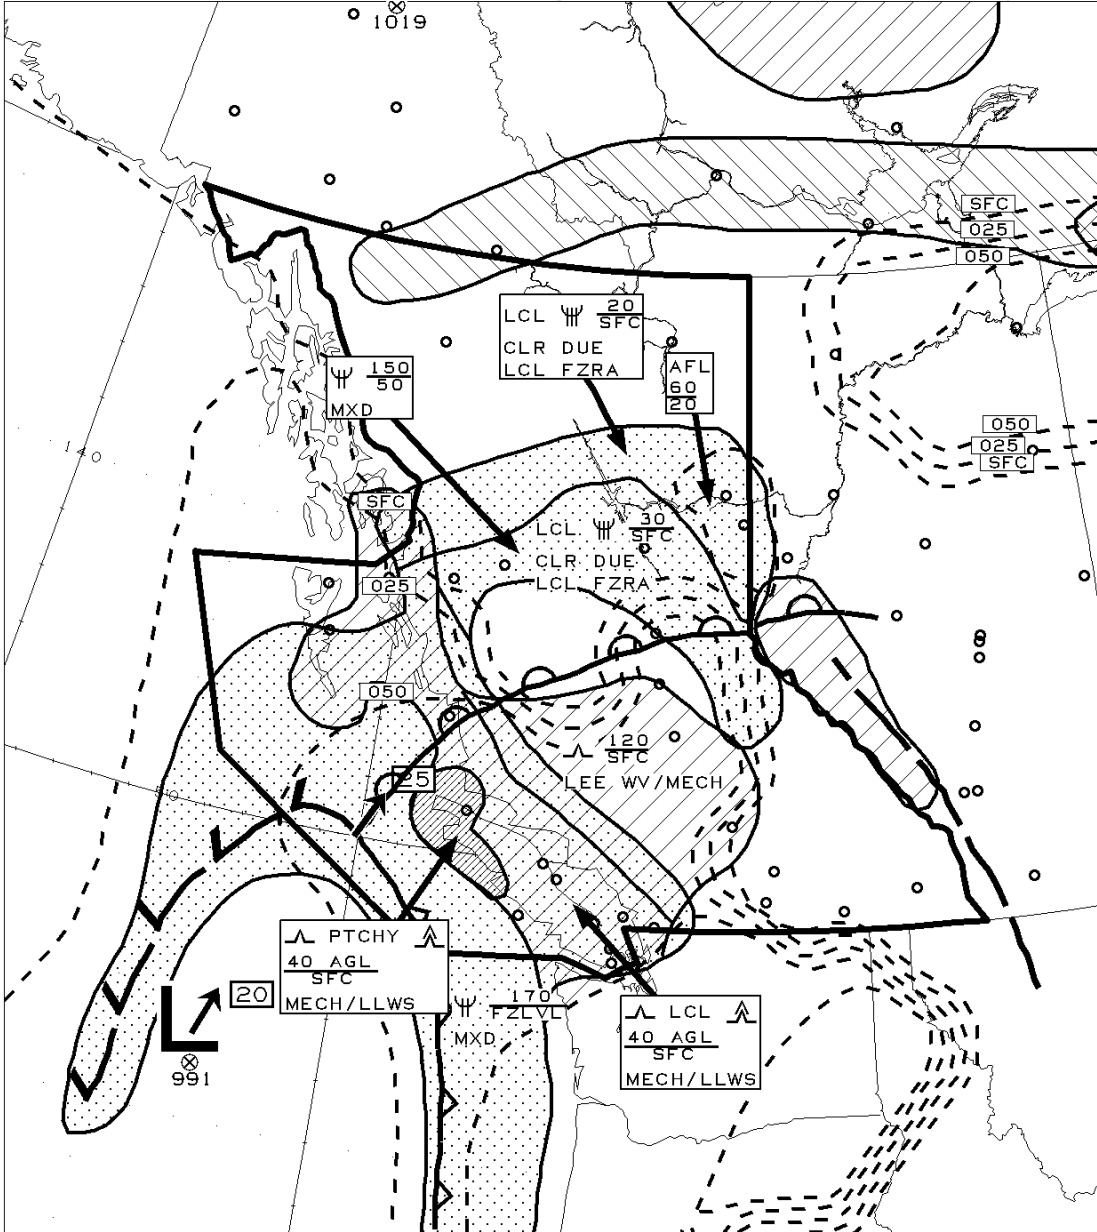 1019
SFC
025
050
LCL 20
SFC
CLR DUE
LCL FZRA
150
50
MXD
AFL
60
20
050
025
SFC
140
SFC
LCL 30
SFC
CLR DUE
LCL FZRA
025
050
120
SFC
LEE WV/MECH
PTCHY
40 AGL
SFC
MECH/LLWS
20
991
170
FZLVL
MXD
LCL
40 AGL
SFC
MECH/LLWS